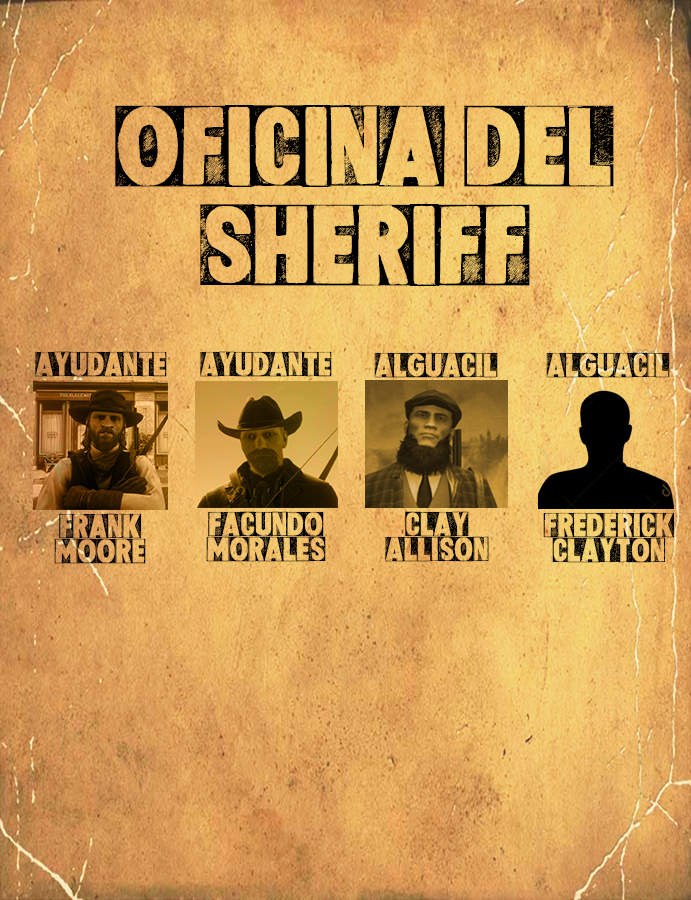 OFICINA DEL
SHERIFF
AYUDANTE AYUDANTE ALGUACIL ALGUACIL
FRANK MOORE
FACUNDO MORALES
CLAY ALLISON
FREDERICK CLAYTON